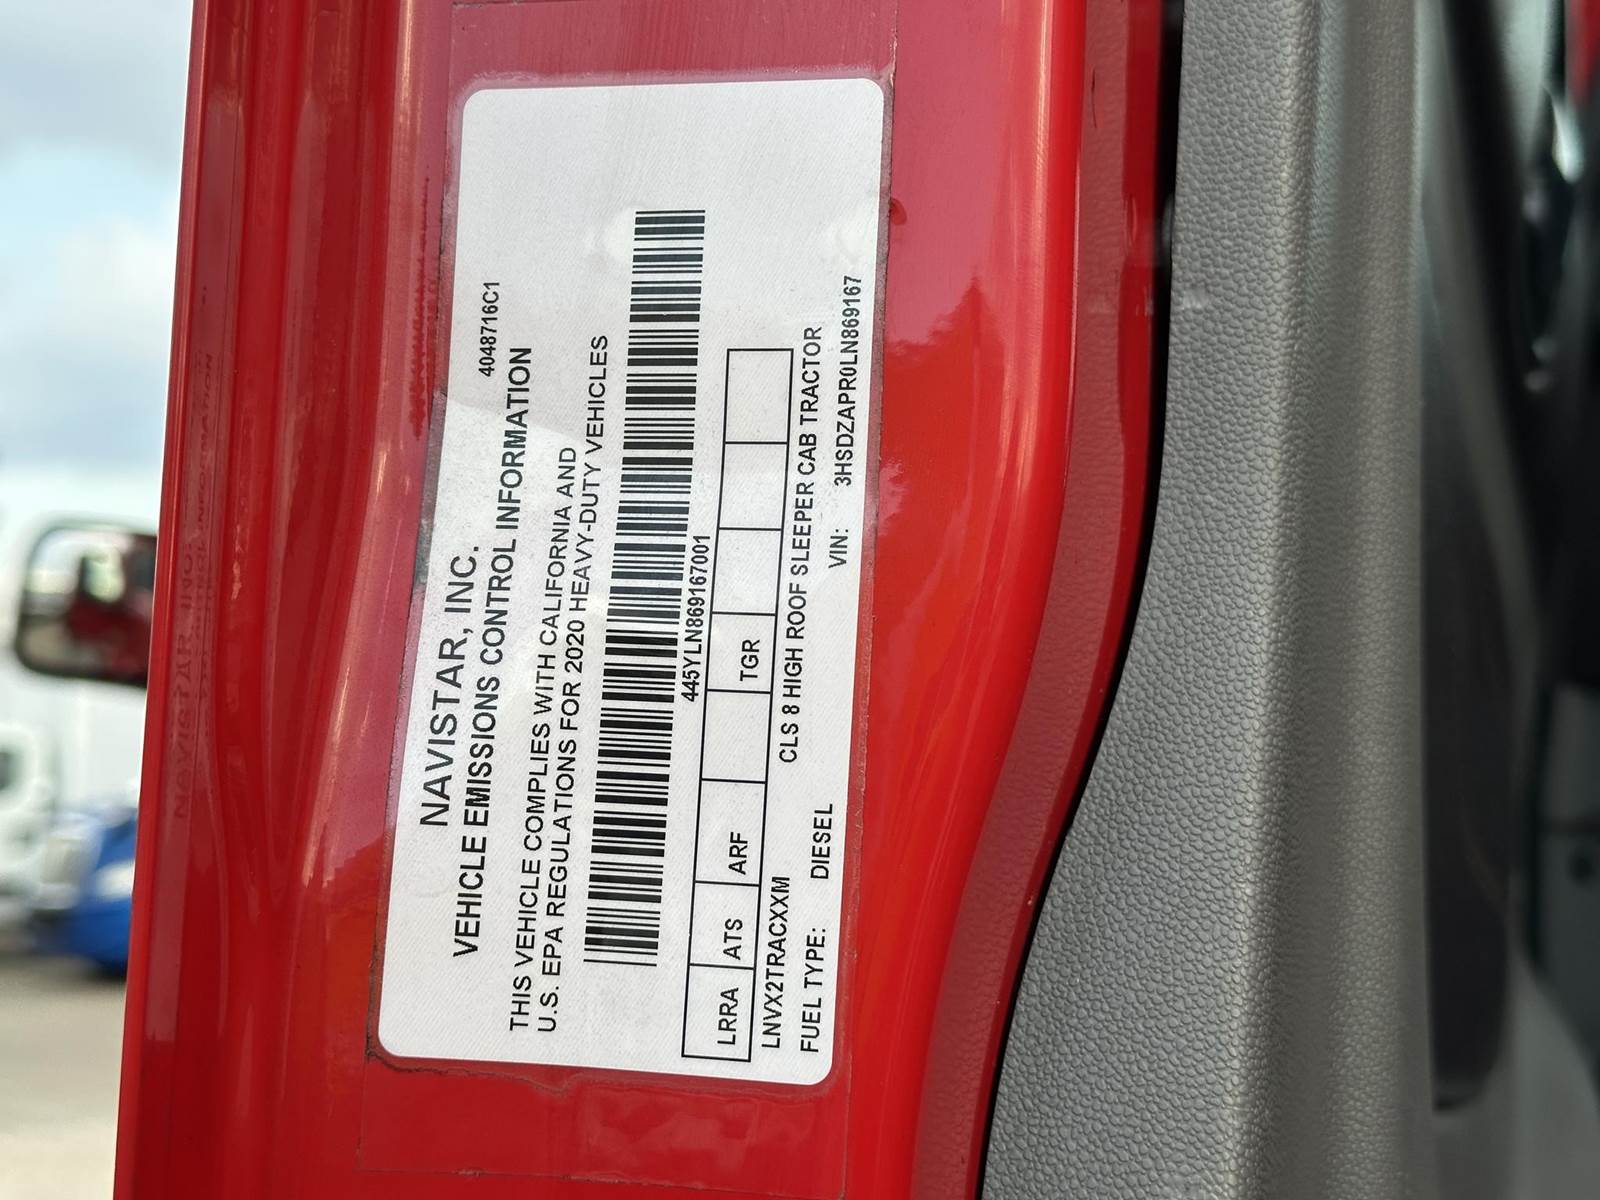 4048716C1
NAVISTAR, INC.
VEHICLE EMISSIONS CONTROL INFORMATION
THIS VEHICLE COMPLIES WITH CALIFORNIA AND
U.S. EPA REGULATIONS FOR 2020 HEAVY-DUTY VEHICLES
445YLN869167001
LRRA ATS ARF TGR
LNVX2TRACXXM CLS 8 HIGH ROOF SLEEPER CAB TRACTOR
FUEL TYPE: DIESEL VIN: 3HSDZAPR0LN869167